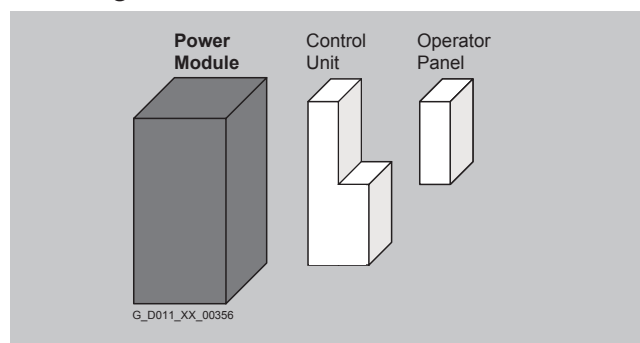 Power
Module
Control
Unit
Operator
Panel
G_D011_XX_00356